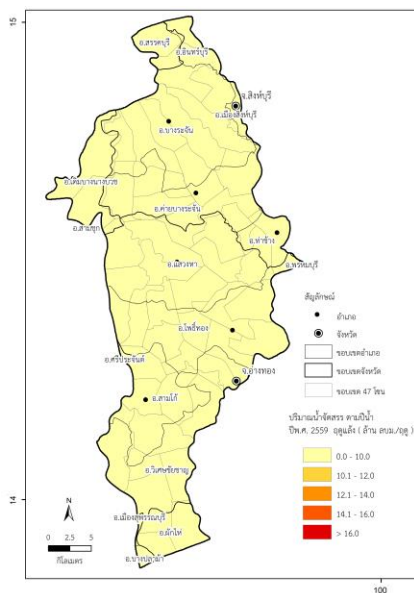 15
อ.สรรคบุรี
อ.อินทร์บุรี
จ.สิงห์บุรี
อ.เมืองสิงห์บุรี
อ.บางระจัน
อ.เดิมบางนางบวช
อ.ค่ายบางระจัน
อ.สามชุก
อ.ท่าช้าง
อ.พรหมบุรี
อ.แสวงหา
สัญลักษณ์
อำเภอ
จังหวัด
ขอบเขตอำเภอ
ขอบเขตจังหวัด
ขอบเขต 47 โซน
อ.โพธิ์ทอง
อ.ศรีประจันต์
จ.อ่างทอง
อ.สามโก้
ปริมาณน้ำจัดสรร ตามปีน้ำ
ปีพ.ศ. 2559 ฤดูแล้ง ( ล้าน ลบม./ฤดู )
0.0 - 10.0
10.1 - 12.0
12.1 - 14.0
14.1 - 16.0
> 16.0
อ.วิเศษชัยชาญ
14
N
อ.เมืองสุพรรณบุรี
อ.ผักไห่
0 2.5 5
กิโลเมตร
อ.บางปลาม้า
100